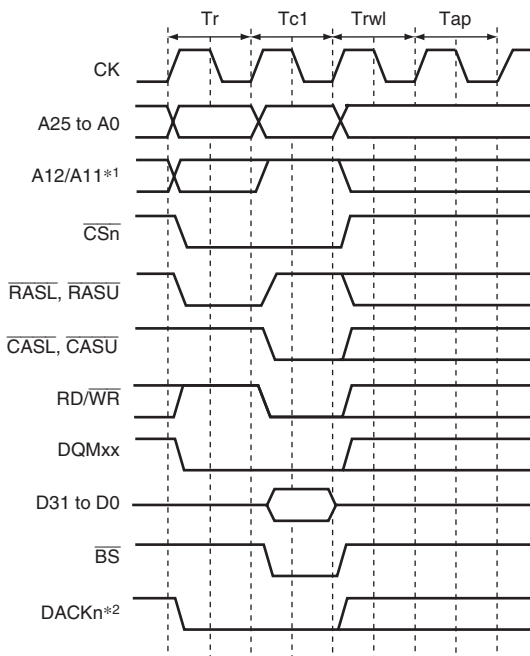 Tr Tc1 Trwl Tap
CK
A25 to A0
A12/A11*1
CSn
RASL, RASU
CASL, CASU
RD/WR
DQMxx
D31 to D0
BS
DACKn*2